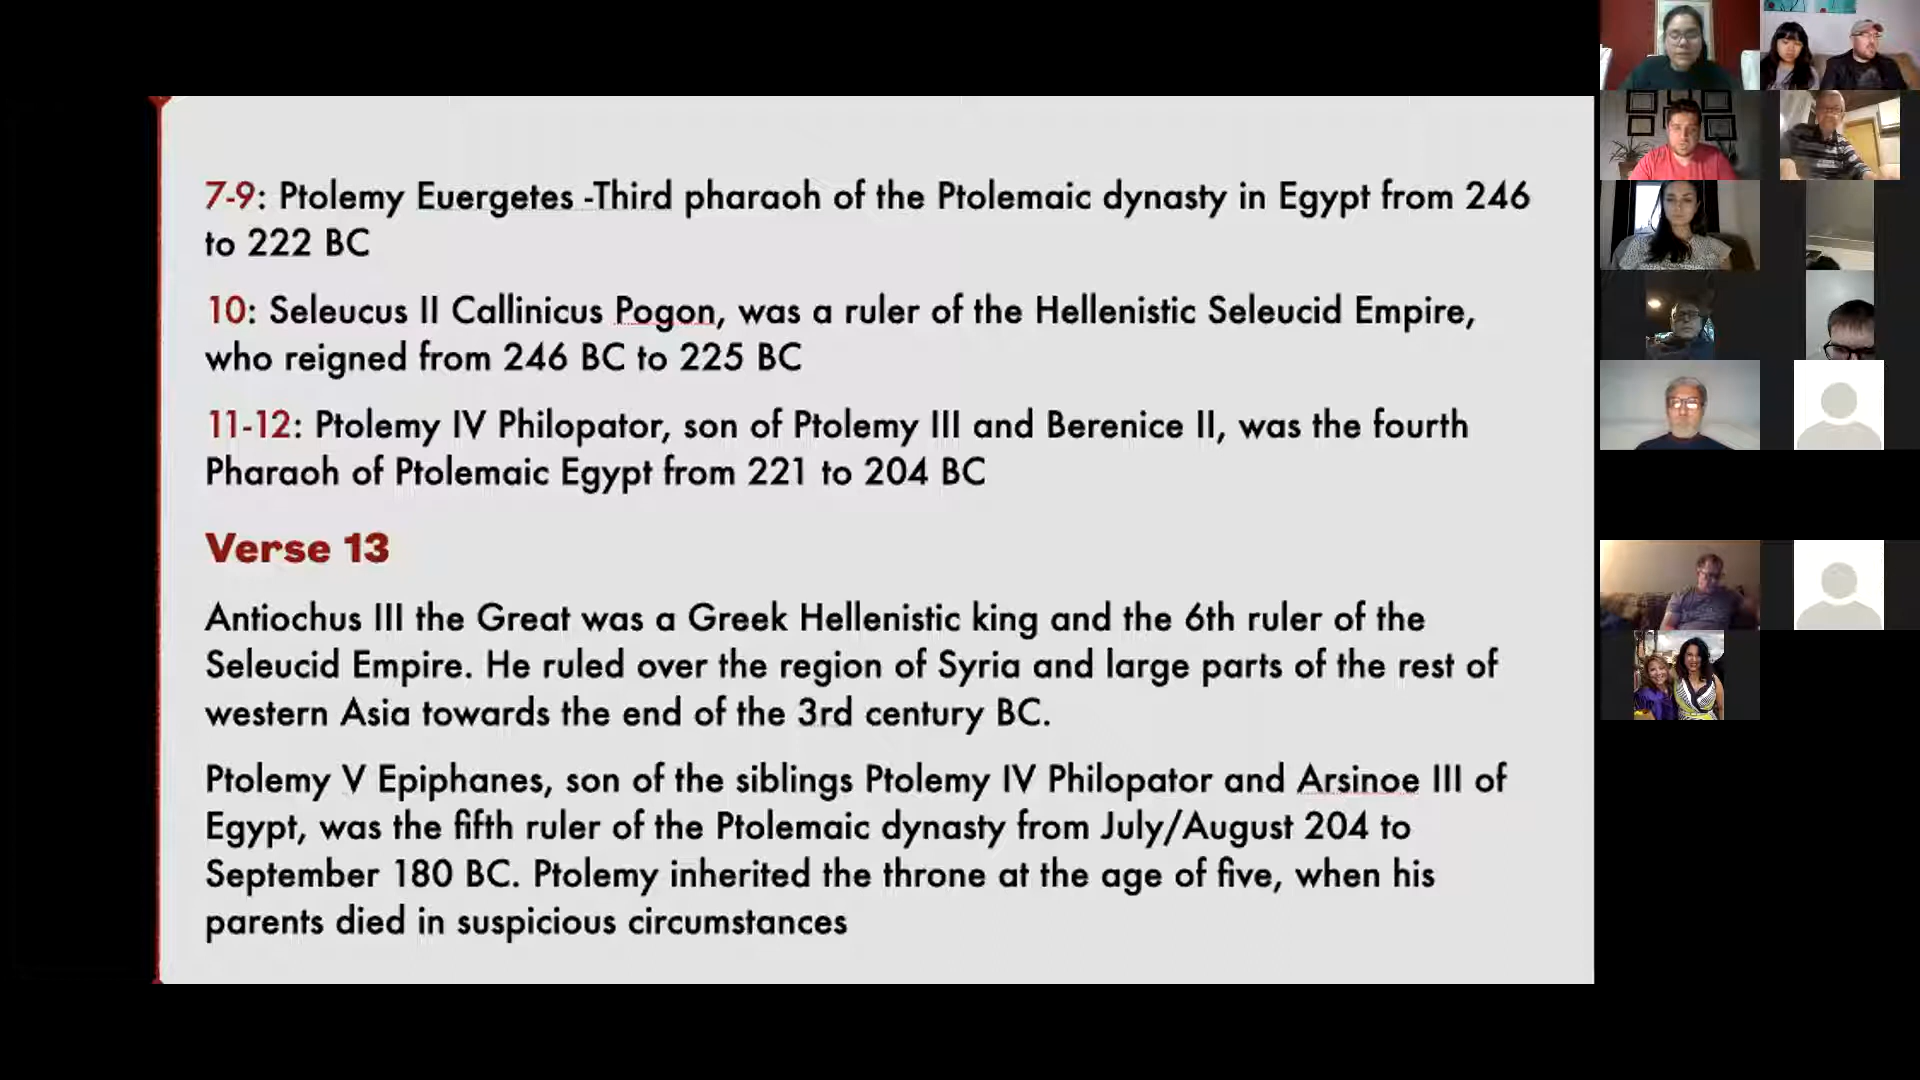 7-9: Ptolemy Euergetes -Third pharaoh of the Ptolemaic dynasty in Egypt from 246
to 222 BC
10: Seleucus II Callinicus Pogon, was a ruler of the Hellenistic Seleucid Empire,
who reigned from 246 BC to 225 BC
11-12: Ptolemy IV Philopator, son of Ptolemy III and Berenice II, was the fourth
Pharaoh of Ptolemaic Egypt from 221 to 204 BC
Verse 13
Antiochus III the Great was a Greek Hellenistic king and the 6th ruler of the
Seleucid Empire. He ruled over the region of Syria and large parts of the rest of
western Asia towards the end of the 3rd century BC.
Ptolemy V Epiphanes, son of the siblings Ptolemy IV Philopator and Arsinoe III of
Egypt, was the fifth ruler of the Ptolemaic dynasty from July/August 204 to
September 180 BC. Ptolemy inherited the throne at the age of five, when his
parents died in suspicious circumstances